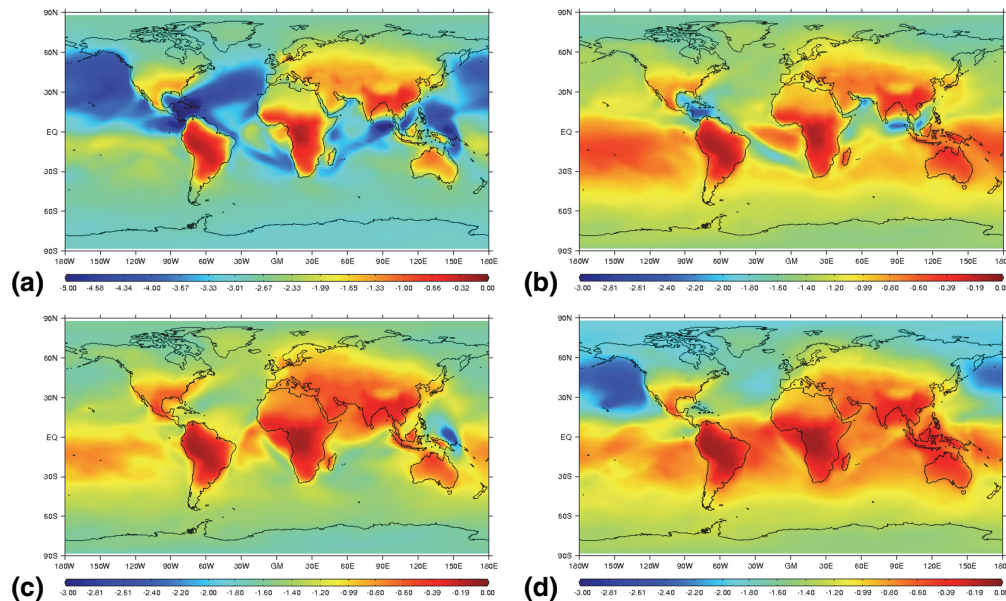 90N
60N
30N
EQ
30S
60S
90S
180W 150W 120W 90W 60W 30W GM 30E 60E 90E 120E 150E 180E
(a)
-5.00 -4.68 -4.34 -4.00 -3.67 -3.33 -3.01 -2.67 -2.33 -1.99 -1.65 -1.33 -1.00 -0.66 -0.32 0.00
90N
60N
30N
EQ
30S
60S
90S
180W 150W 120W 90W 60W 30W GM 30E 60E 90E 120E 150E 180E
(b)
-3.00 -2.81 -2.61 -2.40 -2.20 -2.00 -1.80 -1.60 -1.40 -1.20 -0.99 -0.80 -0.60 -0.39 -0.19 0.00
90N
60N
30N
EQ
30S
60S
90S
180W 150W 120W 90W 60W 30W GM 30E 60E 90E 120E 150E 180E
(c)
-3.00 -2.81 -2.61 -2.40 -2.20 -2.00 -1.80 -1.60 -1.40 -1.20 -0.99 -0.80 -0.60 -0.39 -0.19 0.00
90N
60N
30N
EQ
30S
60S
90S
180W 150W 120W 90W 60W 30W GM 30E 60E 90E 120E 150E 180E
(d)
-3.00 -2.81 -2.61 -2.40 -2.20 -2.00 -1.80 -1.60 -1.40 -1.20 -0.99 -0.80 -0.60 -0.39 -0.19 0.00